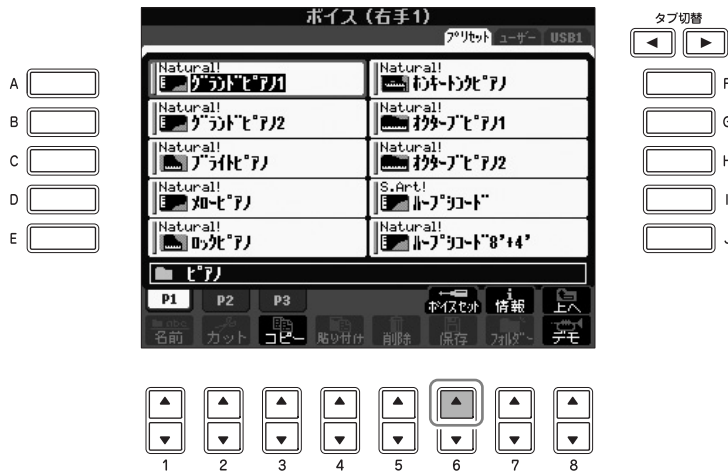 ボイス(右手1)
タブ切替
プリセット ユーザー USB1
Natural!
グランドピアノ1
Natural!
ホンキートンクピアノ
A
F
Natural!
グランドピアノ2
Natural!
オクターブピアノ1
B
G
Natural!
ブライトピアノ
Natural!
オクターブピアノ2
C
H
Natural!
メローピアノ
S.Art!
ハープシコード
D
I
Natural!
ロックピアノ
Natural!
ハープシコード8'+4'
E
J
ピアノ
P1 P2 P3 ボイスセット 情報 上へ
名前 カット コピー 貼り付け 削除 保存 フォルダー デモ
1 2 3 4 5 6 7 8